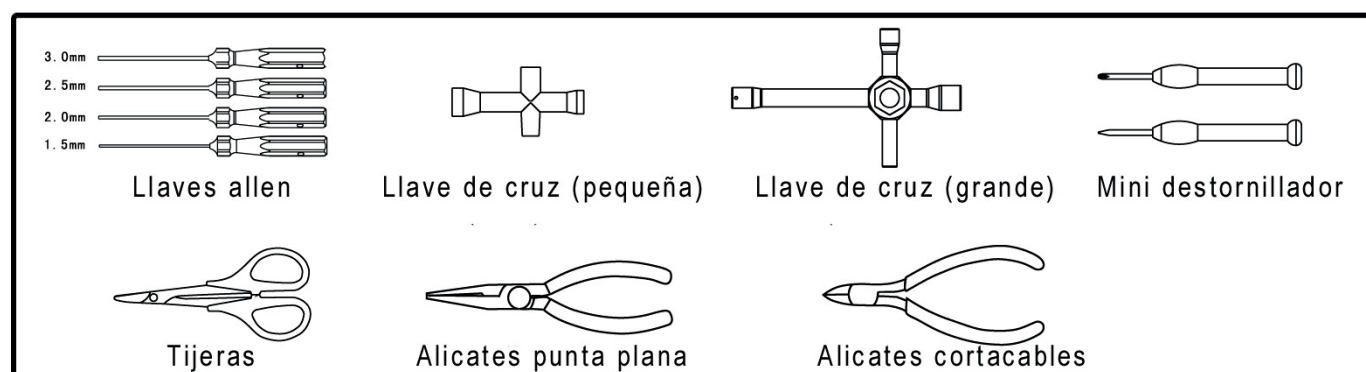 3.0mm
2.5mm
2.0mm
1.5mm
Llaves allen
Llave de cruz (pequeña)
Llave de cruz (grande)
Mini destornillador
Tijeras
Alicates punta plana
Alicates cortacables